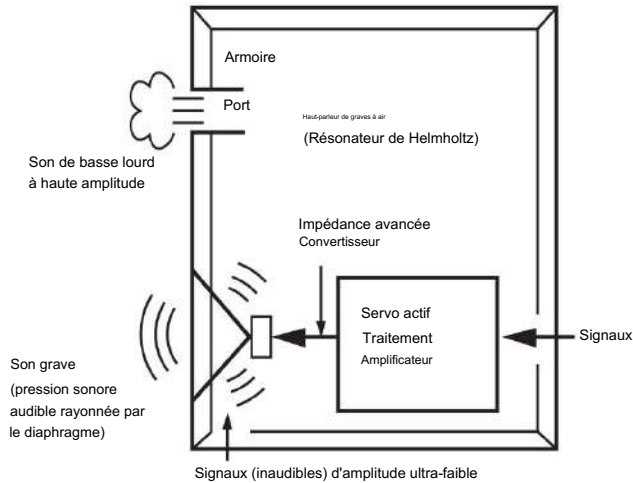 Armoire
Port
Haut-parleur de graves à air
(Résonateur de Helmholtz)
Son de basse lourd
à haute amplitude
Impédance avancée
Convertisseur
Servo actif
Traitement
Amplificateur
Signaux
Son grave
(pression sonore
audible rayonnée par
le diaphragme)
Signaux (inaudibles) d'amplitude ultra-faible